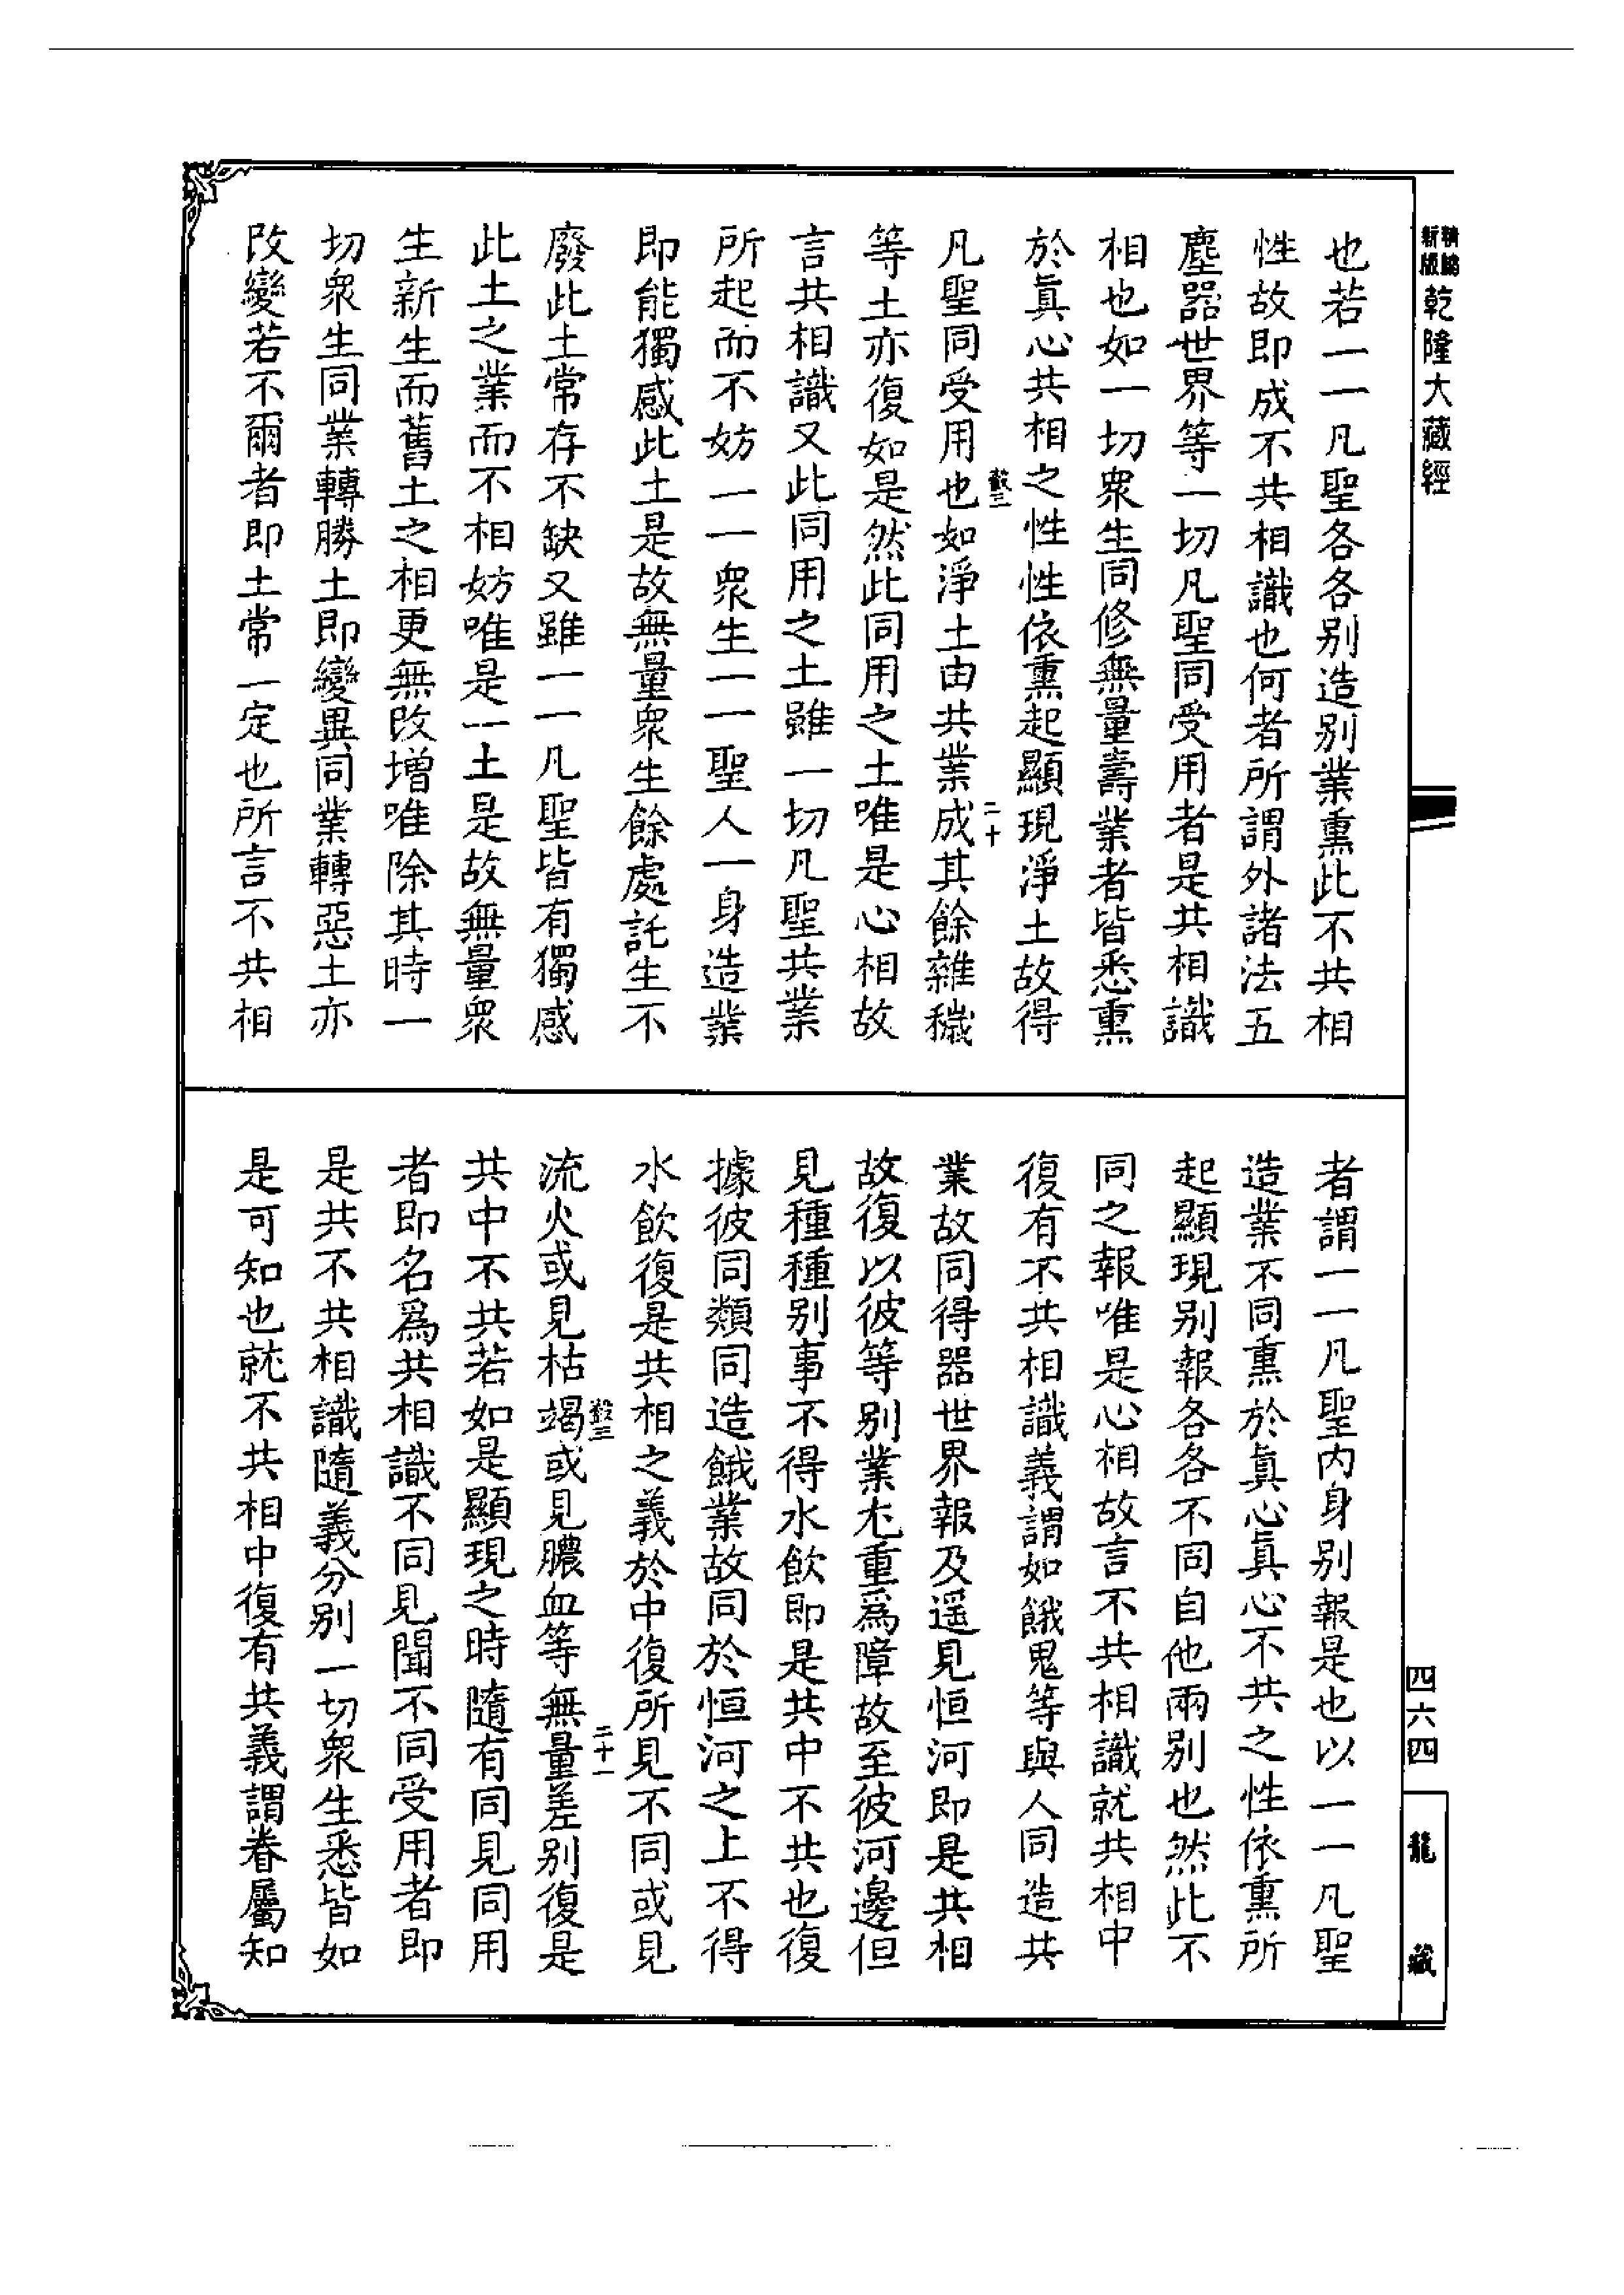 新版
乾隆大藏經
也若一一凡聖各各别造别業熏此不共相
性故即成不共相識也何者所謂外諸法五
塵器世界等一切凡聖同受用者是共相識
相也如一切衆生同修無量壽業者皆悉熏
於眞心共相之性性依熏起顯現淨土故得
凡聖同受用也如淨土由共業成其餘雜穢
二十
等土亦復如是然此同用之土唯是心相故
言共相識又此同用之土雖一切凡聖共業
所起而不妨一一衆生一一聖人一身造業
即能獨感此土是故無量衆生餘處託生不
廢此土常存不缺又雖一一凡聖皆有獨感
此土之業而不相妨唯是一土是故無量衆
生新生而舊土之相更無改增唯除其時一
切衆生同業轉勝土即變異同業轉惡土亦
改變若不爾者即土常一定也所言不共相
者謂一一凡聖内身别報是也以一一凡聖
造業不同熏於眞心眞心不共之性依熏所
起顯現别報各各不同自他兩别也然此不
同之報唯是心相故言不共相識就共相中
復有不共相識義謂如餓鬼等與人同造共
業故同得器世界報及遥見恒河即是共相
故復以彼等别業尤重爲障故至彼河邊但
見種種别事不得水飲即是共中不共也復
據彼同類同造餓業故同於恒河之上不得
水飲復是共相之義於中復所見不同或見
流火或見枯竭或見膿血等無量差别復是
二十一
共中不共若如是顯現之時隨有同見同用
者即名爲共相識不同見聞不同受用者即
是共不共相識隨義分别一切衆生悉皆如
是可知也就不共相中復有共義謂眷屬知
四六四
龍藏